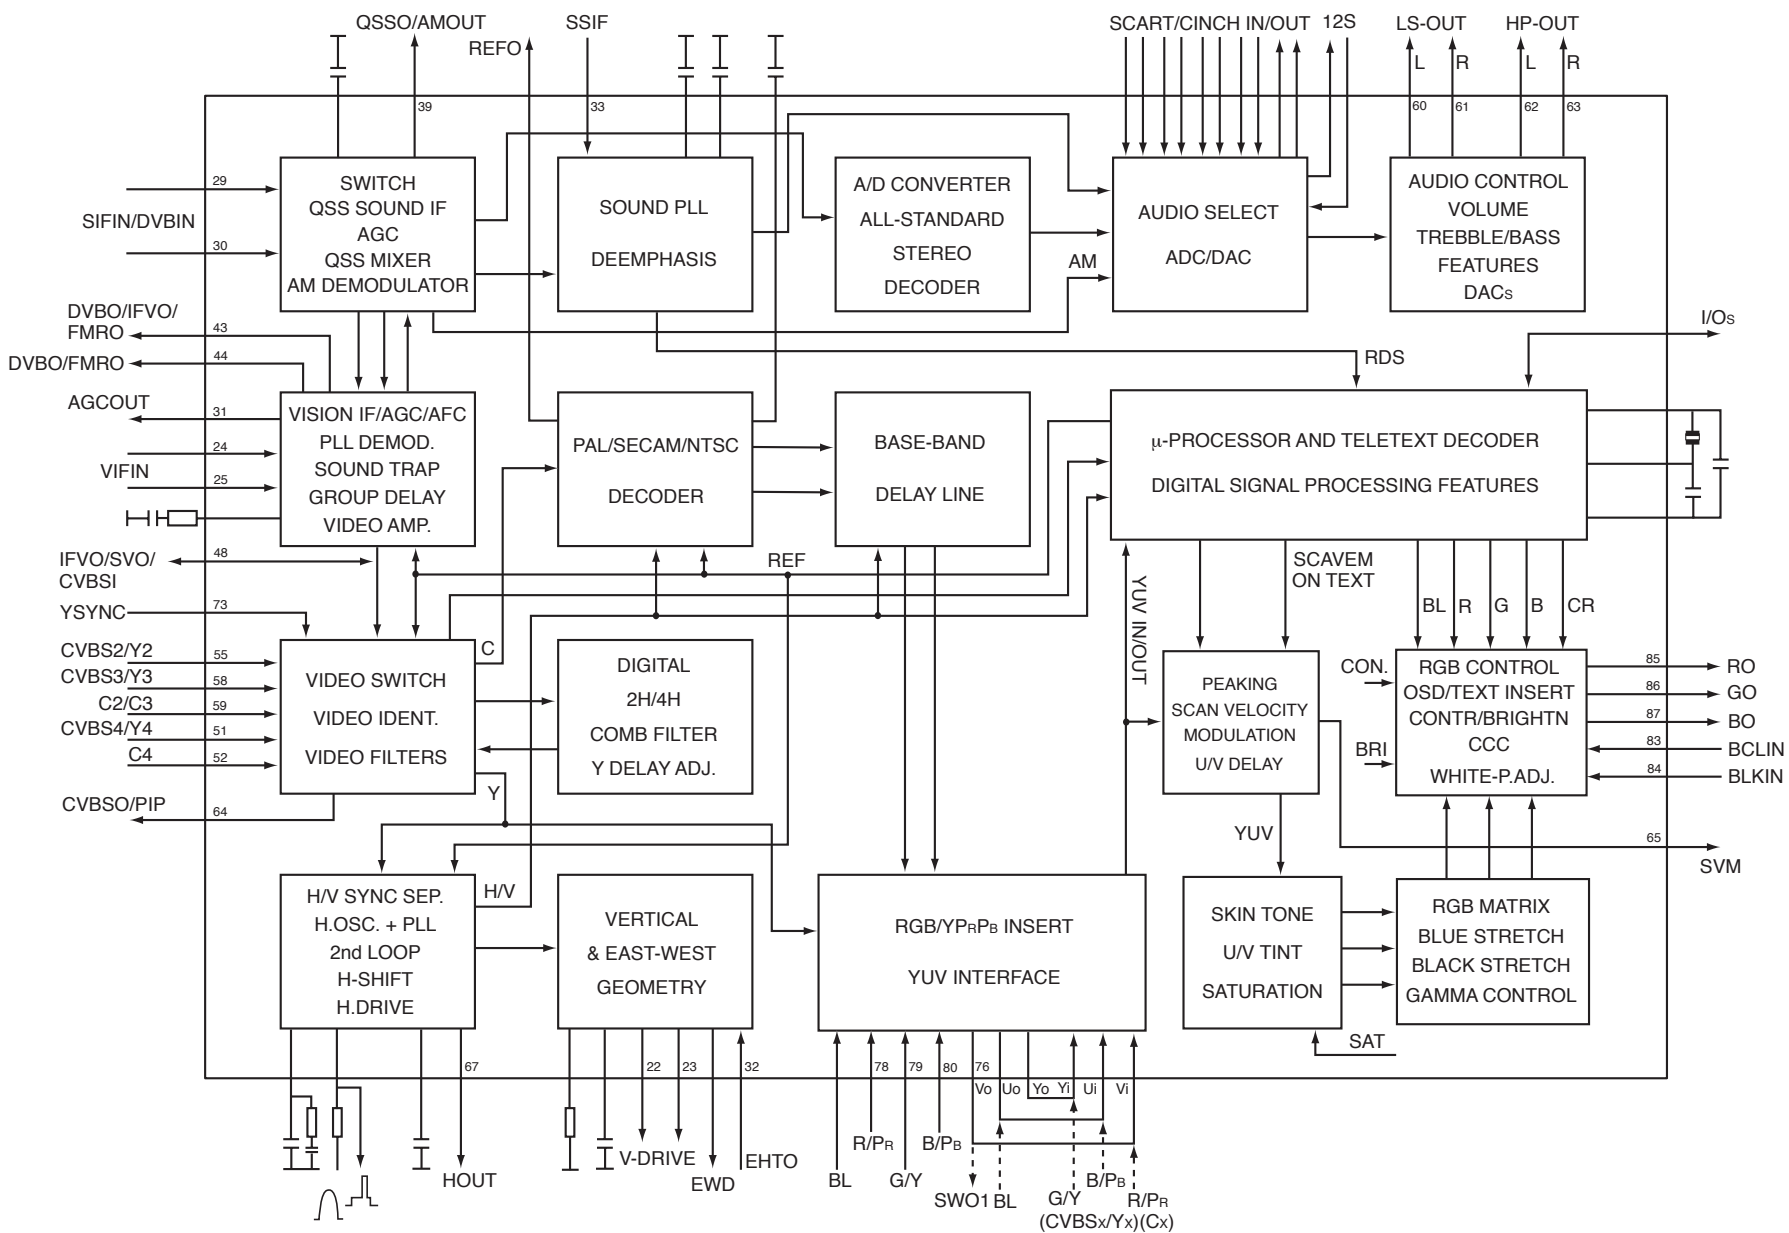 QSSO/AMOUT
REFO
SSIF
SCART/CINCH IN/OUT
12S
LS-OUT
HP-OUT
L
R
L
R
39
33
60
61
62
63
29
SIFIN/DVBIN
30
SWITCH
QSS SOUND IF
AGC
QSS MIXER
AM DEMODULATOR
SOUND PLL
DEEMPHASIS
A/D CONVERTER
ALL-STANDARD
STEREO
DECODER
AM
AUDIO SELECT
ADC/DAC
AUDIO CONTROL
VOLUME
TREBBLE/BASS
FEATURES
DACS
DVBO/IFVO/
FMRO
43
DVBO/FMRO
44
AGCOUT
31
24
VIFIN
25
RDS
I/OS
VISION IF/AGC/AFC
PLL DEMOD.
SOUND TRAP
GROUP DELAY
VIDEO AMP.
PAL/SECAM/NTSC
DECODER
BASE-BAND
DELAY LINE
µ-PROCESSOR AND TELETEXT DECODER
DIGITAL SIGNAL PROCESSING FEATURES
IFVO/SVO/
CVBSI
48
REF
YUV IN/OUT
SCAVEM
ON TEXT
BL
R
G
B
CR
YSYNC
73
CVBS2/Y2
55
CVBS3/Y3
58
C2/C3
59
CVBS4/Y4
51
C4
52
CVBSO/PIP
64
C
VIDEO SWITCH
VIDEO IDENT.
VIDEO FILTERS
Y
DIGITAL
2H/4H
COMB FILTER
Y DELAY ADJ.
PEAKING
SCAN VELOCITY
MODULATION
U/V DELAY
CON.
BRI
RGB CONTROL
OSD/TEXT INSERT
CONTR/BRIGHTN
CCC
WHITE-P.ADJ.
85
RO
86
GO
87
BO
83
BCLIN
84
BLKIN
YUV
65
SVM
H/V SYNC SEP.
H.OSC. + PLL
2nd LOOP
H-SHIFT
H.DRIVE
H/V
VERTICAL
& EAST-WEST
GEOMETRY
RGB/YPRPB INSERT
YUV INTERFACE
SKIN TONE
U/V TINT
SATURATION
RGB MATRIX
BLUE STRETCH
BLACK STRETCH
GAMMA CONTROL
SAT
67
22
23
32
78
79
80
76
Vo
Uo
Yo
Yi
Ui
Vi
HOUT
V-DRIVE
EWD
EHTO
BL
R/PR
G/Y
B/PB
SWO1
BL
G/Y
B/PB
R/PR
(CVBSX/YX)(CX)